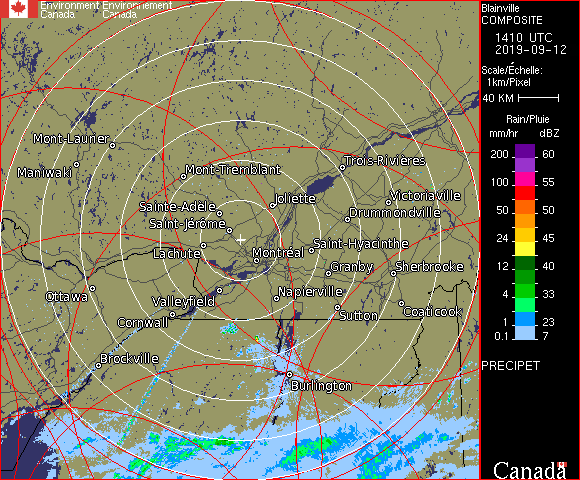 Environment Environnement
Canada Canada
Blainville
COMPOSITE
1410 UTC
2019-09-12
Scale/Échelle:
1km/Pixel
40 KM
Rain/Pluie
mm/hr dBZ
200 60
100 55
50 50
24 45
12 40
4 33
1 23
0.1 7
PRECIPET
Mont-Laurier
Maniwaki
Mont-Tremblant
Trois-Rivières
Joliette
Victoriaville
Sainte-Adèle
Drummondville
Saint-Jérôme
Saint-Hyacinthe
Lachute
Montréal
Granby
Sherbrooke
Ottawa
Valleyfield
Napierville
Coaticook
Cornwall
Sutton
Brockville
Burlington
Canada